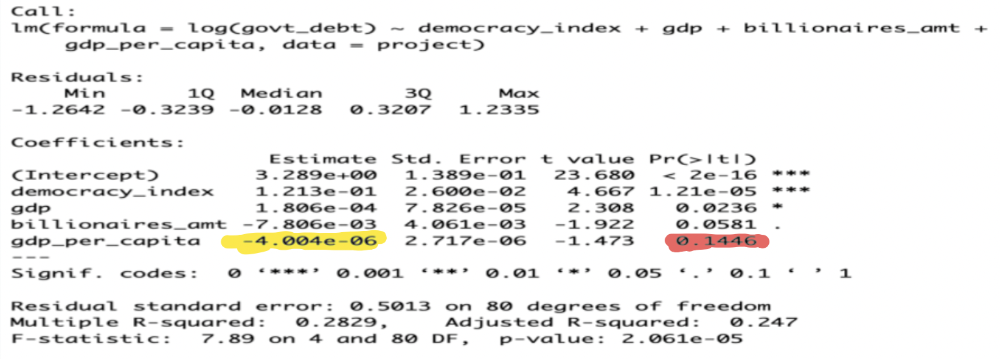 Call:
lm(formula = log(govt_debt) ~ democracy_index + gdp + billionaires_amt +
    gdp_per_capita, data = project)
Residuals:
    Min      1Q  Median      3Q     Max
-1.2642 -0.3239 -0.0128  0.3207  1.2335
Coefficients:
                   Estimate Std. Error t value Pr(>|t|)
(Intercept)       3.289e+00  1.389e-01  23.680  < 2e-16 ***
democracy_index   1.213e-01  2.600e-02   4.667 1.21e-05 ***
gdp               1.806e-04  7.826e-05   2.308   0.0236 *
billionaires_amt -7.806e-03  4.061e-03  -1.922   0.0581 .
gdp_per_capita   -4.004e-06  2.717e-06  -1.473   0.1446
---
Signif. codes:  0 ‘***’ 0.001 ‘**’ 0.01 ‘*’ 0.05 ‘.’ 0.1 ‘ ’ 1
Residual standard error: 0.5013 on 80 degrees of freedom
Multiple R-squared:  0.2829,    Adjusted R-squared:  0.247
F-statistic:  7.89 on 4 and 80 DF,  p-value: 2.061e-05